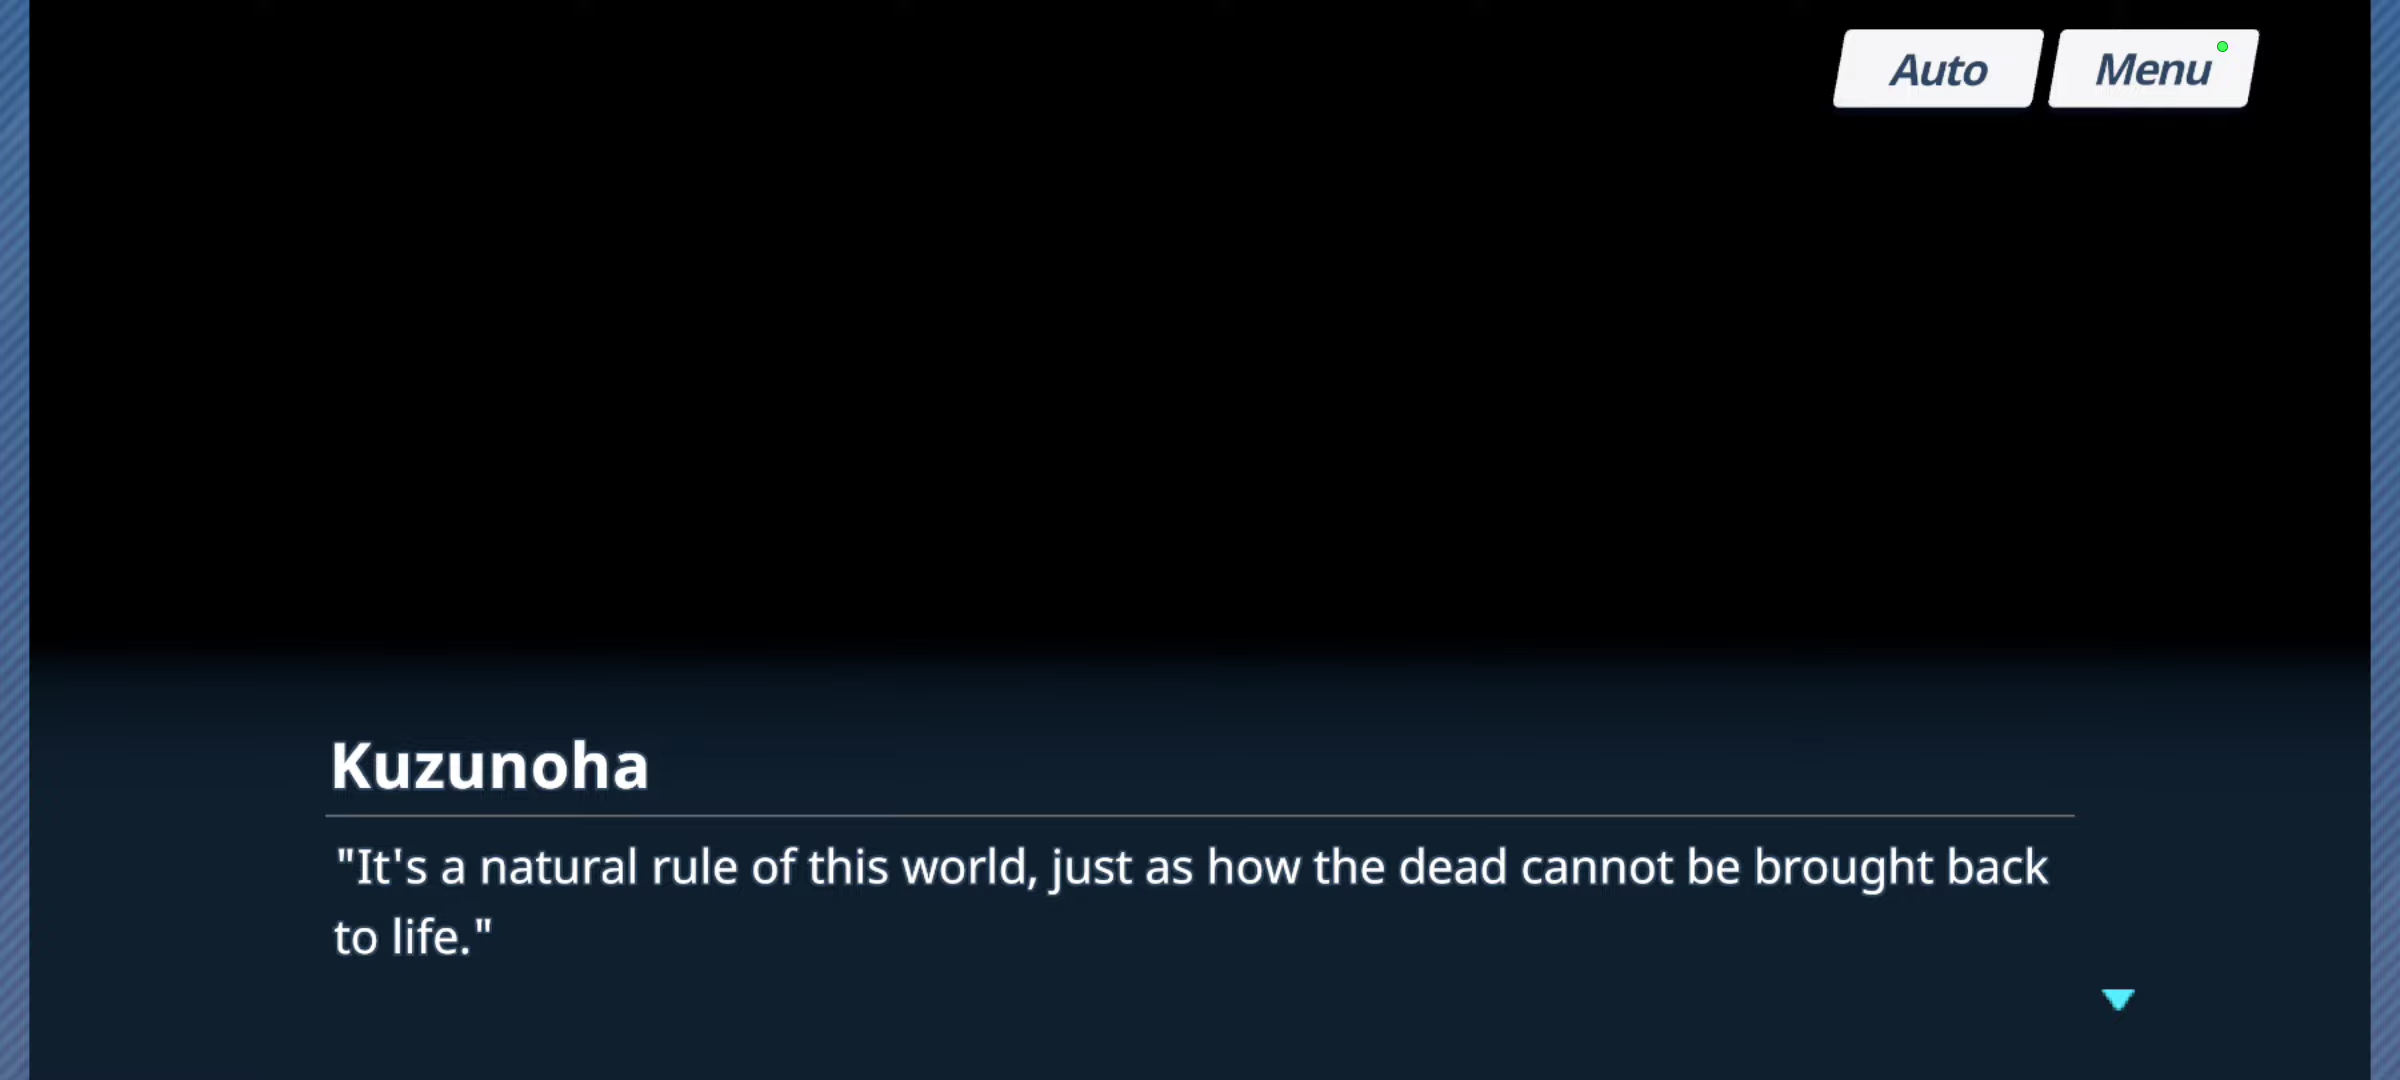 Auto Menu
Kuzunoha
"It's a natural rule of this world, just as how the dead cannot be brought back
to life."